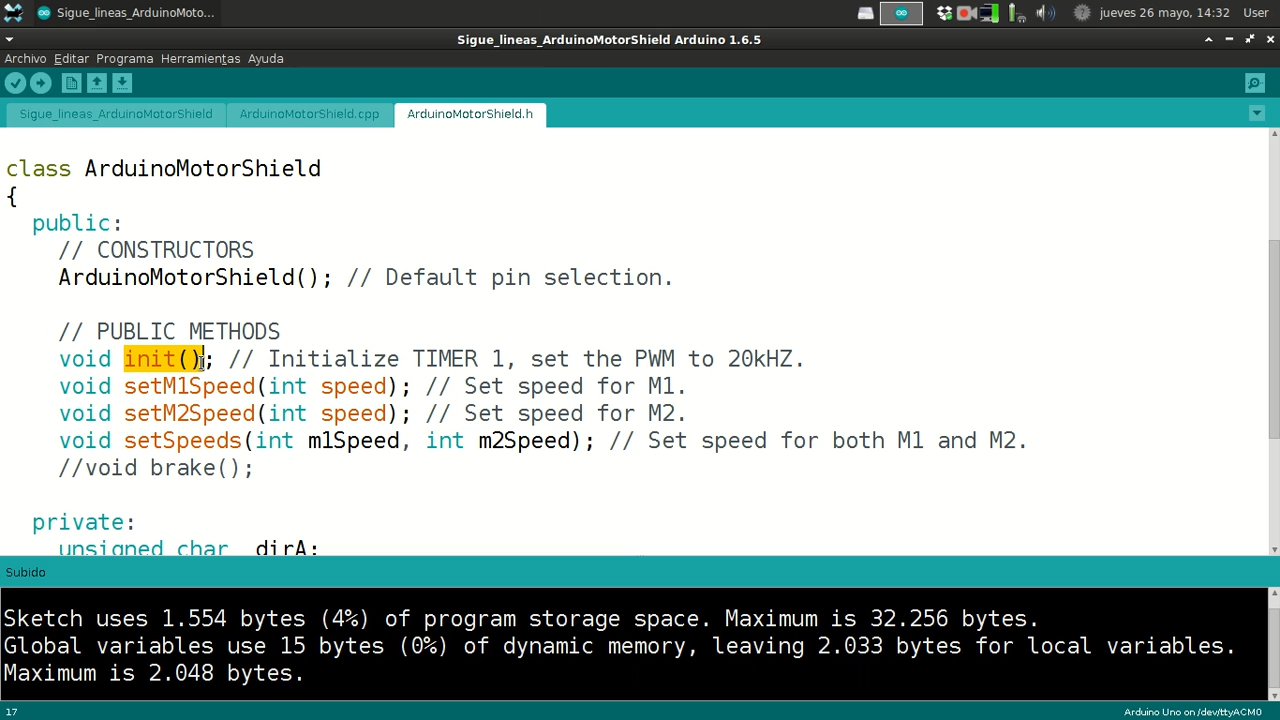 Sigue_lineas_ArduinoMoto...
jueves 26 mayo, 14:32 User
Sigue_lineas_ArduinoMotorShield Arduino 1.6.5
Archivo Editar Programa Herramientas Ayuda
Sigue_lineas_ArduinoMotorShield ArduinoMotorShield.cpp ArduinoMotorShield.h
class ArduinoMotorShield
{
public:
// CONSTRUCTORS
ArduinoMotorShield(); // Default pin selection.
// PUBLIC METHODS
void init(); // Initialize TIMER 1, set the PWM to 20kHZ.
void setM1Speed(int speed); // Set speed for M1.
void setM2Speed(int speed); // Set speed for M2.
void setSpeeds(int m1Speed, int m2Speed); // Set speed for both M1 and M2.
//void brake();
private:
unsigned char _dirA;
Subido
Sketch uses 1.554 bytes (4%) of program storage space. Maximum is 32.256 bytes.
Global variables use 15 bytes (0%) of dynamic memory, leaving 2.033 bytes for local variables.
Maximum is 2.048 bytes.
17 Arduino Uno on /dev/ttyACM0